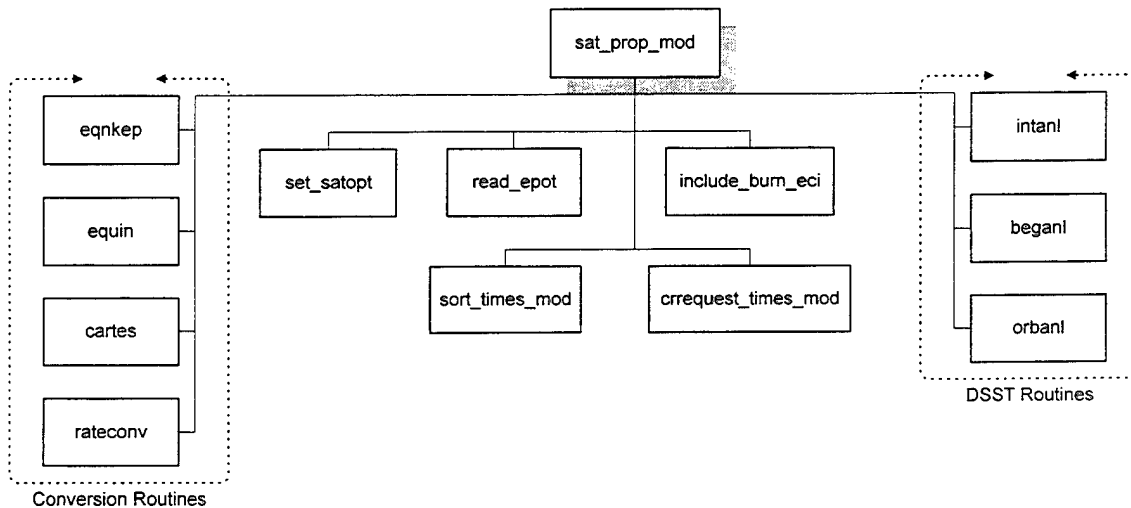 sat_prop_mod
eqnkep
equin
cartes
rateconv
Conversion Routines
set_satopt
read_epot
include_burn_eci
sort_times_mod
crrequest_times_mod
intanl
beganl
orbanl
DSST Routines